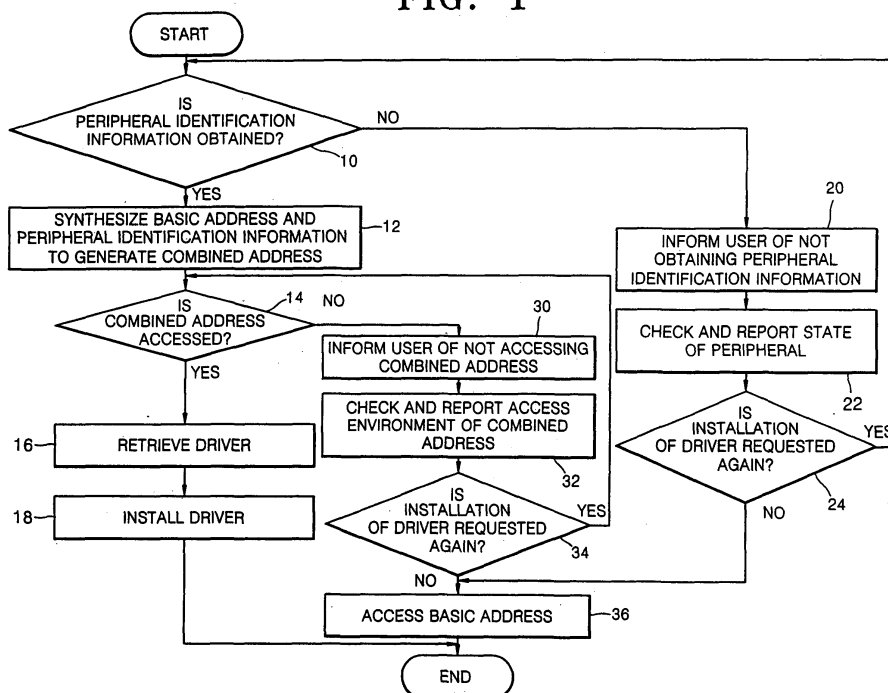 FIG. 1
START
IS
PERIPHERAL IDENTIFICATION
INFORMATION OBTAINED?
NO
10
YES
SYNTHESIZE BASIC ADDRESS AND
PERIPHERAL IDENTIFICATION INFORMATION
TO GENERATE COMBINED ADDRESS
12
20
INFORM USER OF NOT
OBTAINING PERIPHERAL
IDENTIFICATION INFORMATION
IS
COMBINED ADDRESS
ACCESSED?
14
NO
YES
30
INFORM USER OF NOT ACCESSING
COMBINED ADDRESS
CHECK AND REPORT STATE
OF PERIPHERAL
22
CHECK AND REPORT ACCESS
ENVIRONMENT OF COMBINED
ADDRESS
32
IS
INSTALLATION
OF DRIVER REQUESTED
AGAIN?
YES
24
NO
16
RETRIEVE DRIVER
18
INSTALL DRIVER
IS
INSTALLATION
OF DRIVER REQUESTED
AGAIN?
YES
34
NO
ACCESS BASIC ADDRESS
36
END